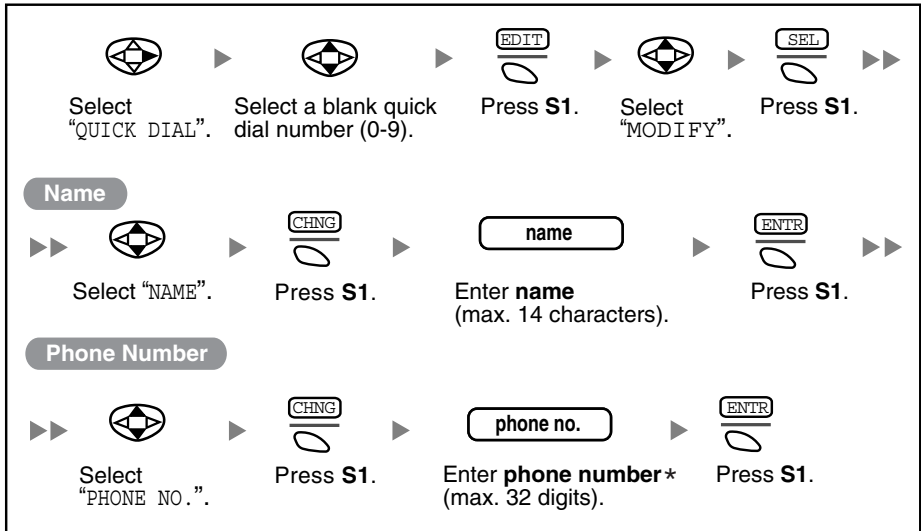 EDIT SEL
Select Select a blank quick Press S1. Select Press S1.
“QUICK DIAL”. dial number (0-9). “MODIFY”.
Name
CHNG name ENTR
Select “NAME”. Press S1. Enter name Press S1.
(max. 14 characters).
Phone Number
CHNG phone no. ENTR
Select Press S1. Enter phone number* Press S1.
“PHONE NO.”. (max. 32 digits).